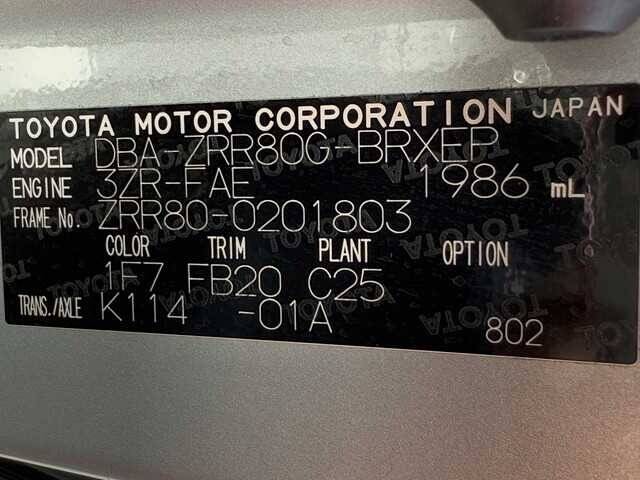 TOYOTA MOTOR CORPORATION JAPAN
MODEL DBA-ZRR80G-BRXEP
ENGINE 3ZR-FAE 1986 mL
FRAME No. ZRR80-0201803
COLOR TRIM PLANT OPTION
1F7 FB20 C25
TRANS./AXLE K114 -01A
802